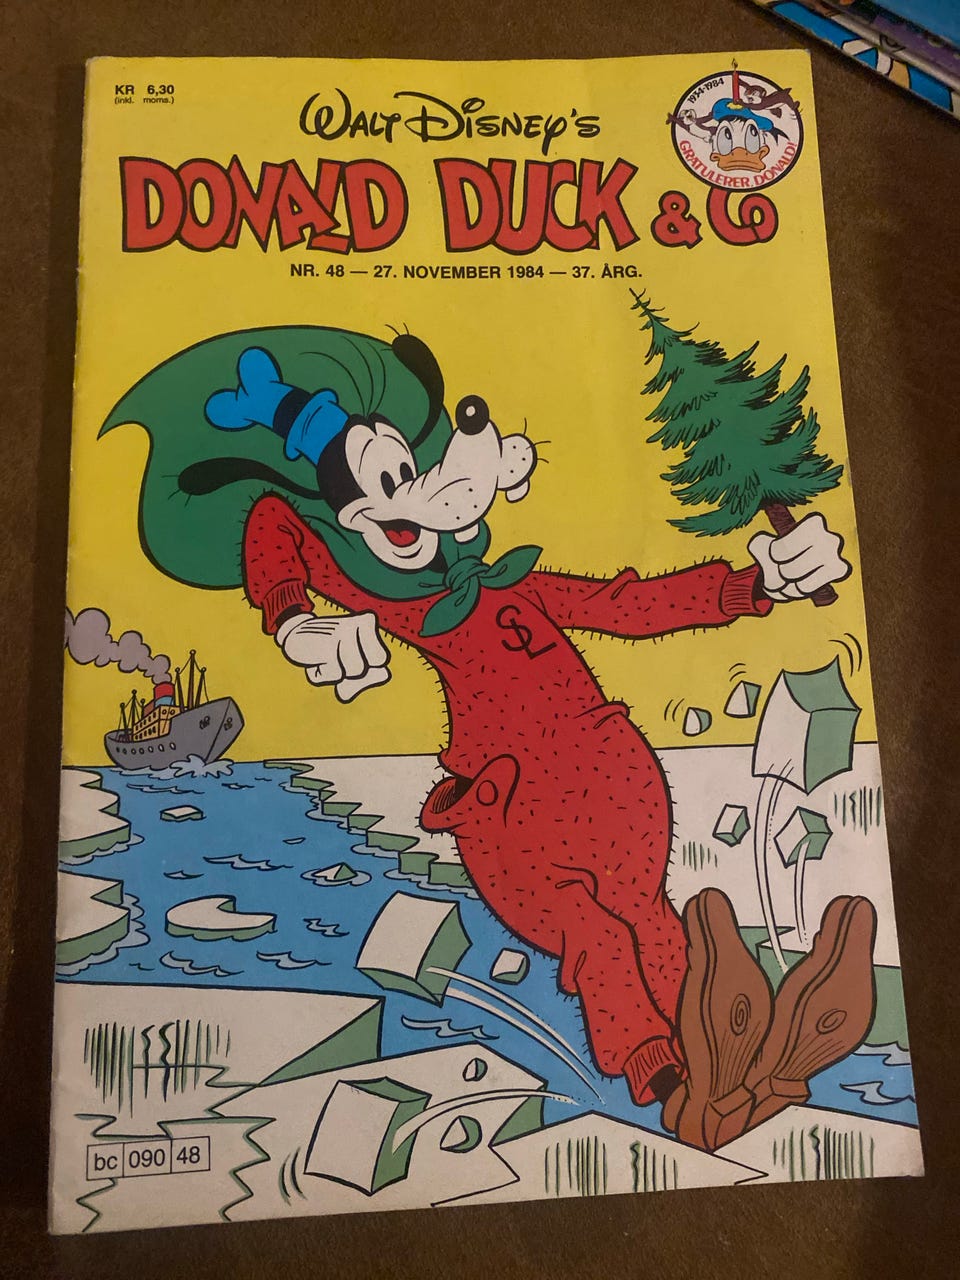 KR 6,30
(inkl. moms.)
WALT DISNEY'S
1934-1984
GRATULERER, DONALD!
DONALD DUCK & Co
NR. 48 — 27. NOVEMBER 1984 — 37. ÅRG.
SL
bc 090 48